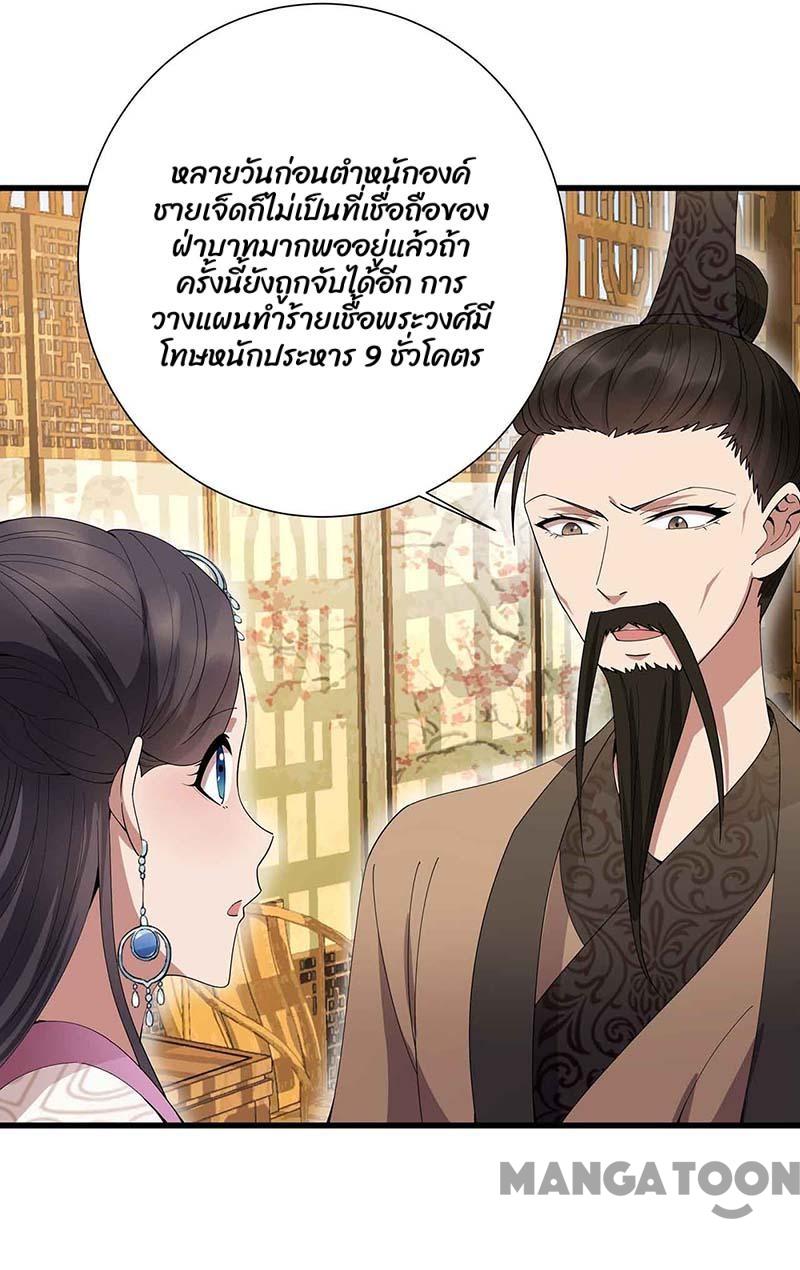 หลายวันก่อนตำหนักองค์
ชายเจ็ดก็ไม่เป็นที่เชื่อถือของ
ฝ่าบาทมากพออยู่แล้วถ้า
ครั้งนี้ยังถูกจับได้อีก การ
วางแผนทำร้ายเชื้อพระวงศ์มี
โทษหนักประหาร 9 ชั่วโคตร
MANGATOON